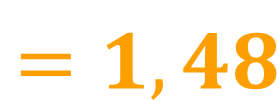 = 1,48